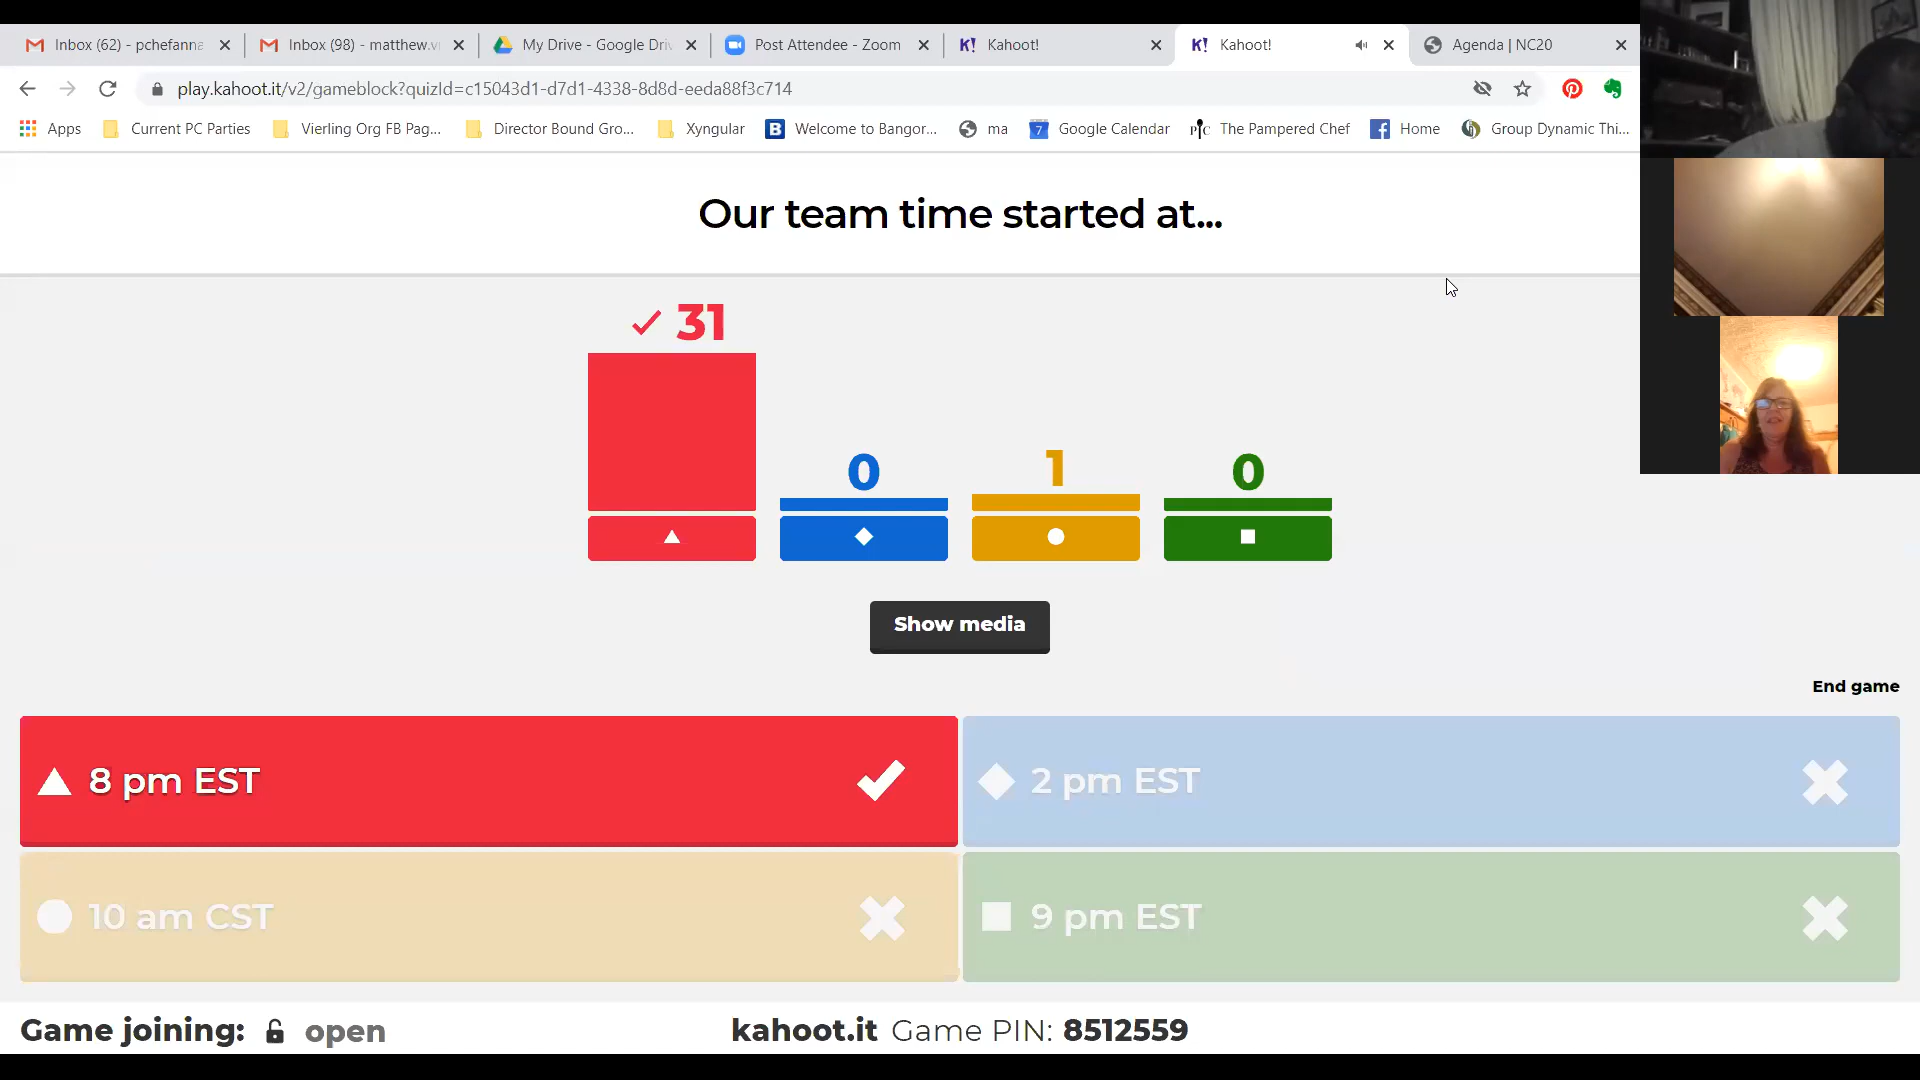 Inbox (62) - pchefanna
Inbox (98) - matthew.v
My Drive - Google Driv
Post Attendee - Zoom
K! Kahoot!
K! Kahoot!
Agenda | NC20
play.kahoot.it/v2/gameblock?quizId=c15043d1-d7d1-4338-8d8d-eeda88f3c714
Apps
Current PC Parties
Vierling Org FB Pag...
Director Bound Gro...
Xyngular
B Welcome to Bangor...
ma
7 Google Calendar
The Pampered Chef
f Home
Group Dynamic Thi...
Our team time started at...
31
0
1
0
Show media
End game
8 pm EST
2 pm EST
10 am CST
9 pm EST
Game joining: open
kahoot.it Game PIN: 8512559